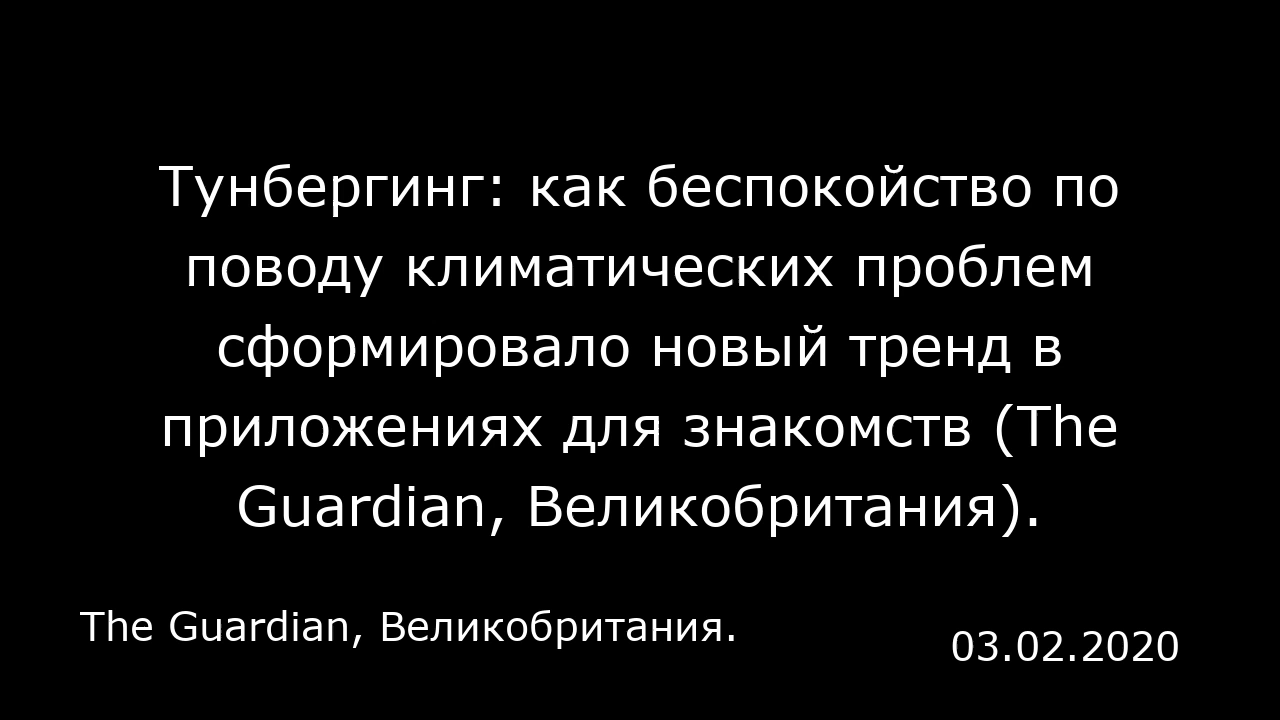 Тунбергинг: как беспокойство по
поводу климатических проблем
сформировало новый тренд в
приложениях для знакомств (The
Guardian, Великобритания).
The Guardian, Великобритания.
03.02.2020